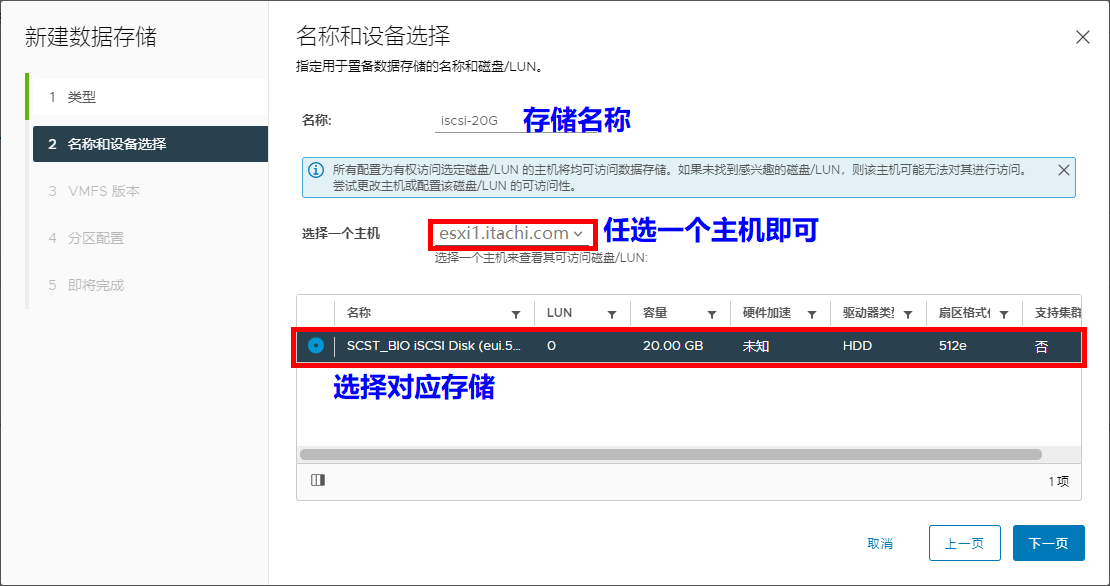 新建数据存储
1 类型
2 名称和设备选择
3 VMFS 版本
4 分区配置
5 即将完成
名称和设备选择
指定用于置备数据存储的名称和磁盘/LUN。
名称: iscsi-20G 存储名称
所有配置为有权访问选定磁盘/LUN 的主机将均可访问数据存储。如果未找到感兴趣的磁盘/LUN，则该主机可能无法对其进行访问。
尝试更改主机或配置该磁盘/LUN 的可访问性。
选择一个主机 esxi1.itachi.com 任选一个主机即可
选择一个主机来查看其可访问磁盘/LUN:
名称 LUN 容量 硬件加速 驱动器类 扇区格式 支持集群
SCST_BIO iSCSI Disk (eui.5... 0 20.00 GB 未知 HDD 512e 否
选择对应存储
1 项
取消 上一页 下一页